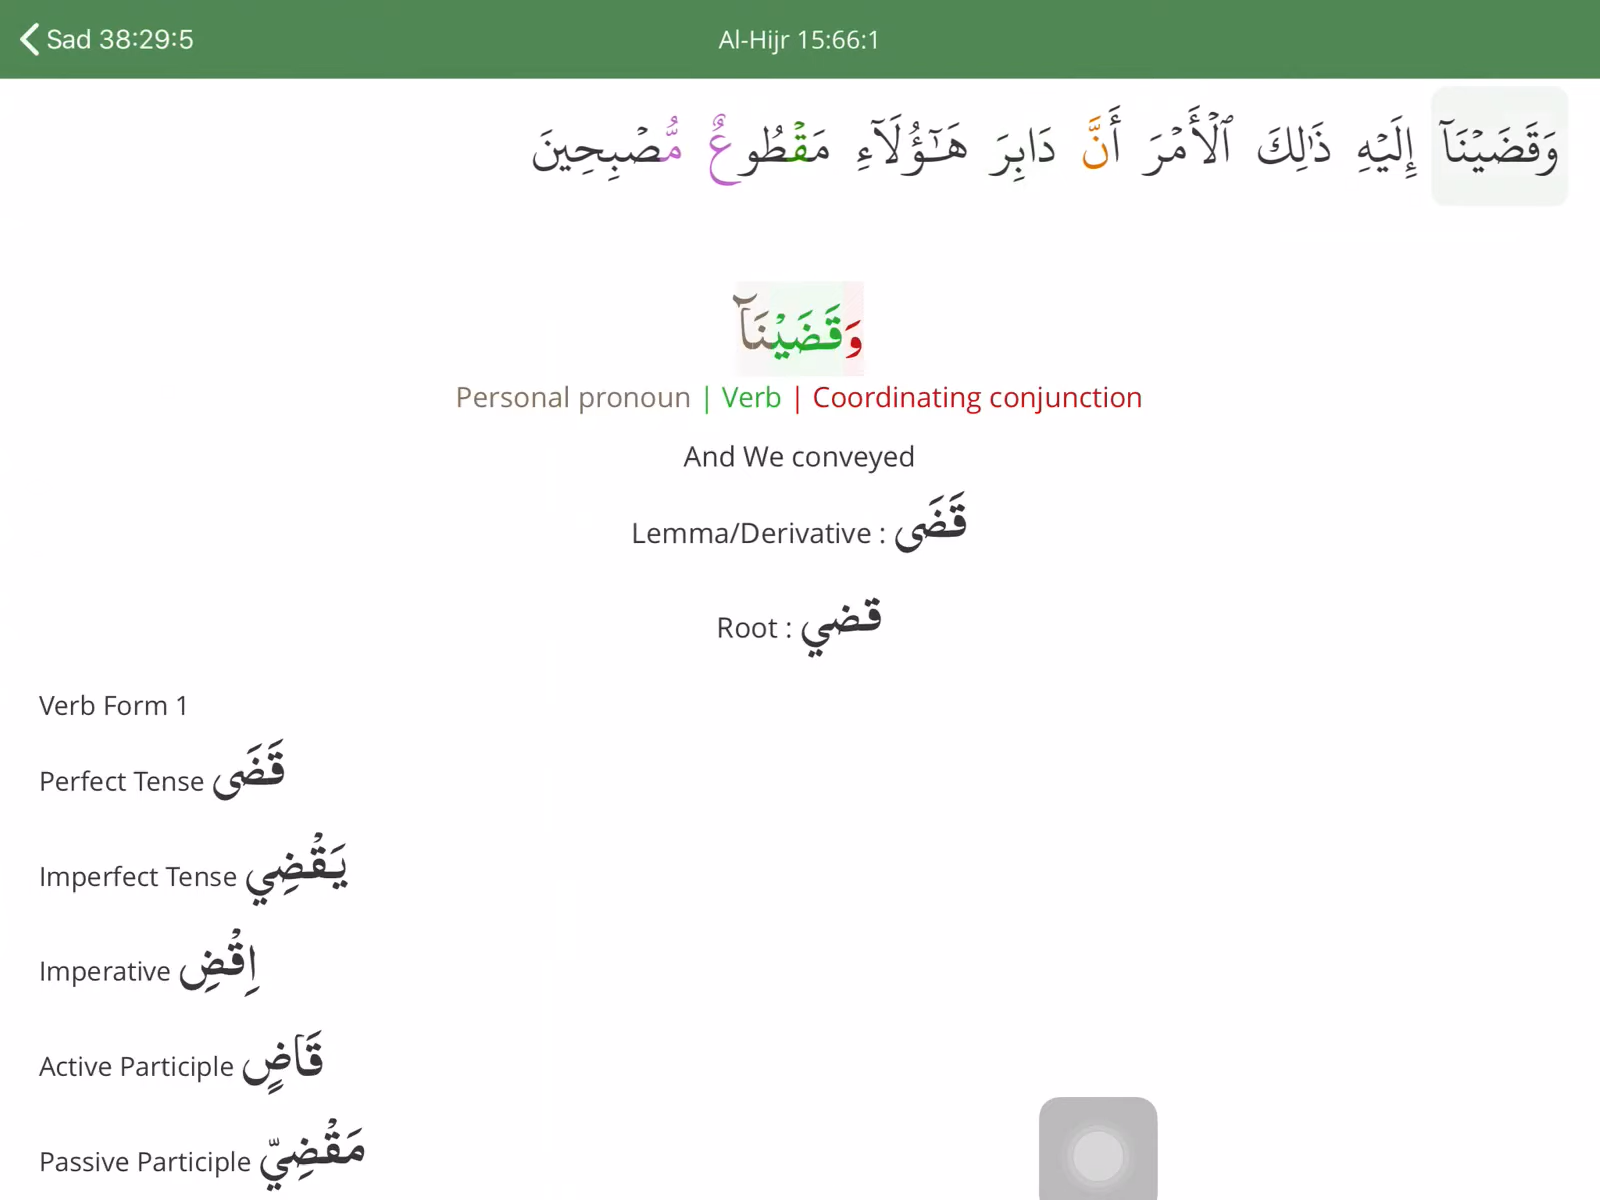 Sad 38:29:5
Al-Hijr 15:66:1
وَقَضَيْنَآ إِلَيْهِ ذَٰلِكَ ٱلْأَمْرَ أَنَّ دَابِرَ هَـٰٓؤُلَآءِ مَقْطُوعٌ مُّصْبِحِينَ
وَقَضَيْنَآ
Personal pronoun | Verb | Coordinating conjunction
And We conveyed
Lemma/Derivative : قَضَى
Root : قضي
Verb Form 1
Perfect Tense قَضَى
Imperfect Tense يَقْضِي
Imperative اِقْضِ
Active Participle قَاضٍ
Passive Participle مَقْضِيّ